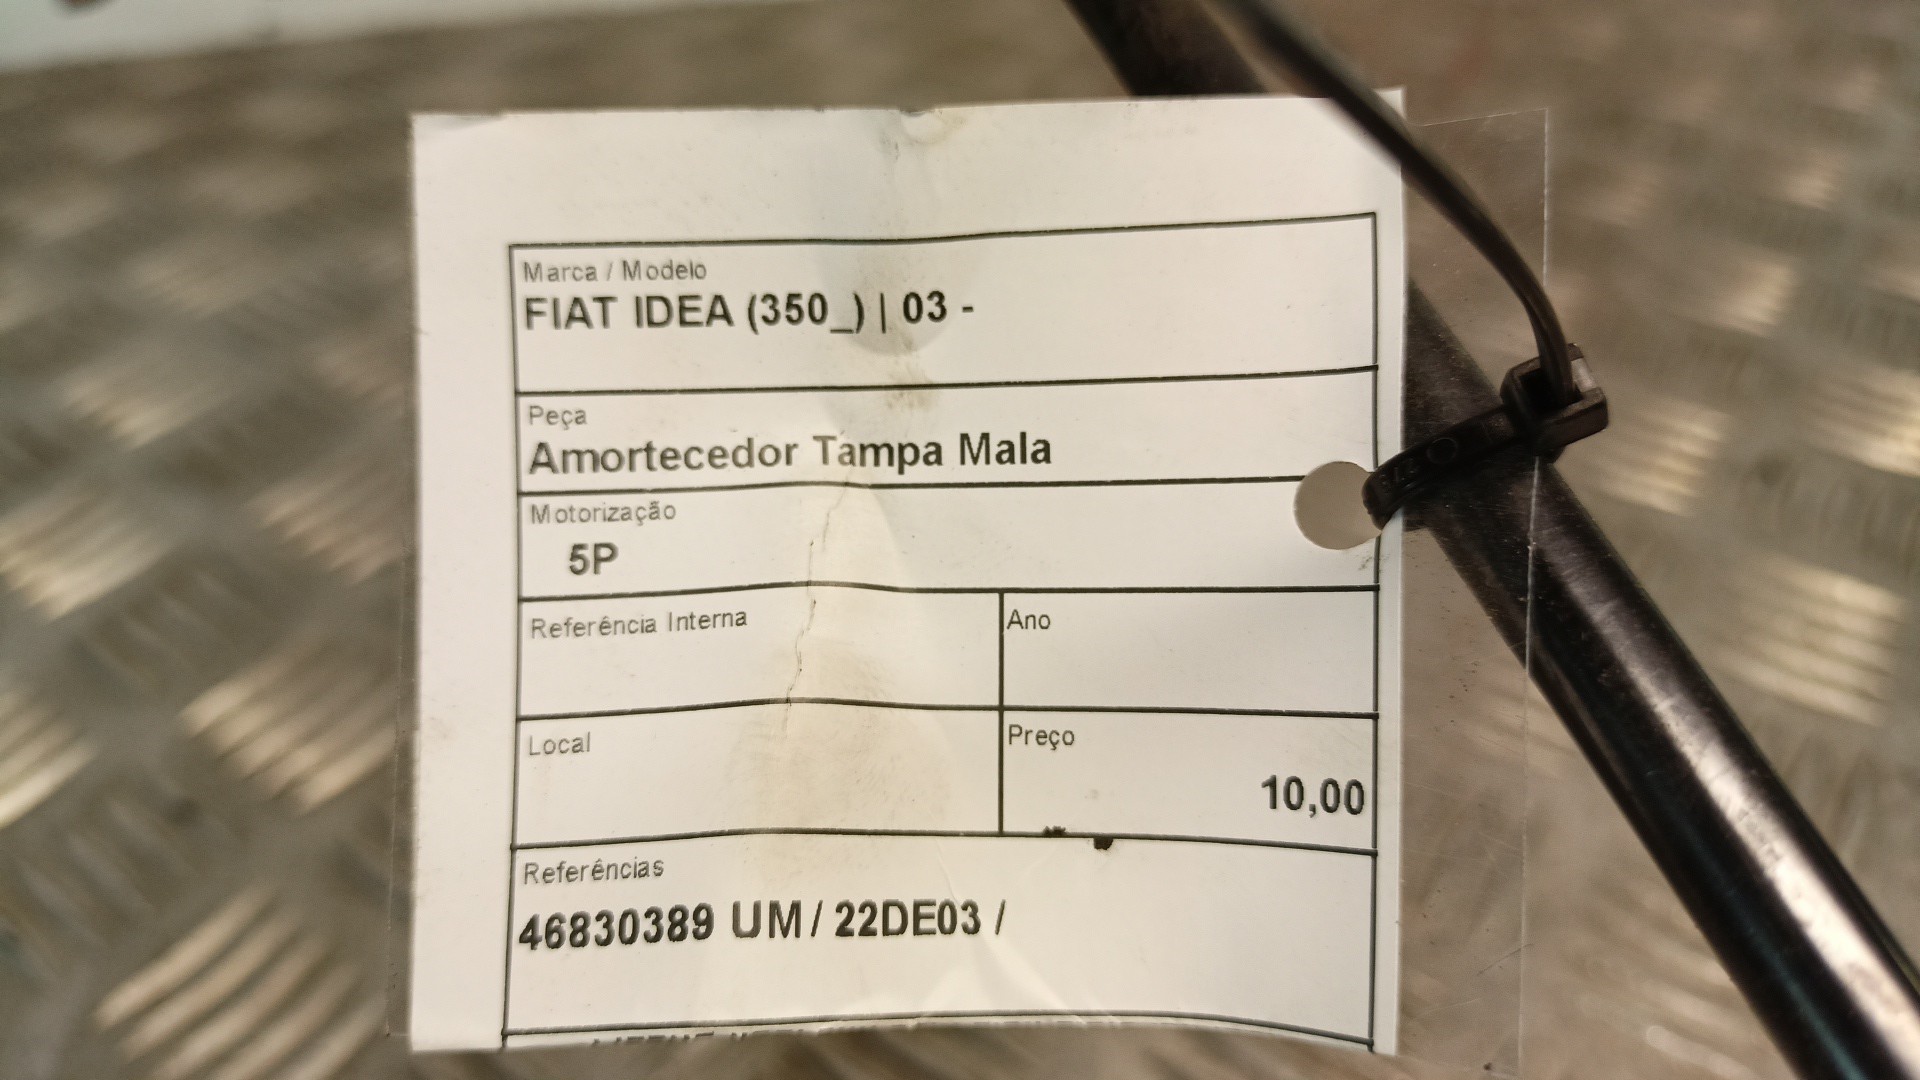 Marca / Modelo
FIAT IDEA (350_) | 03 -
Peça
Amortecedor Tampa Mala
Motorização
5P
Referência Interna
Ano
Local
Preço
10,00
Referências
46830389 UM / 22DE03 /